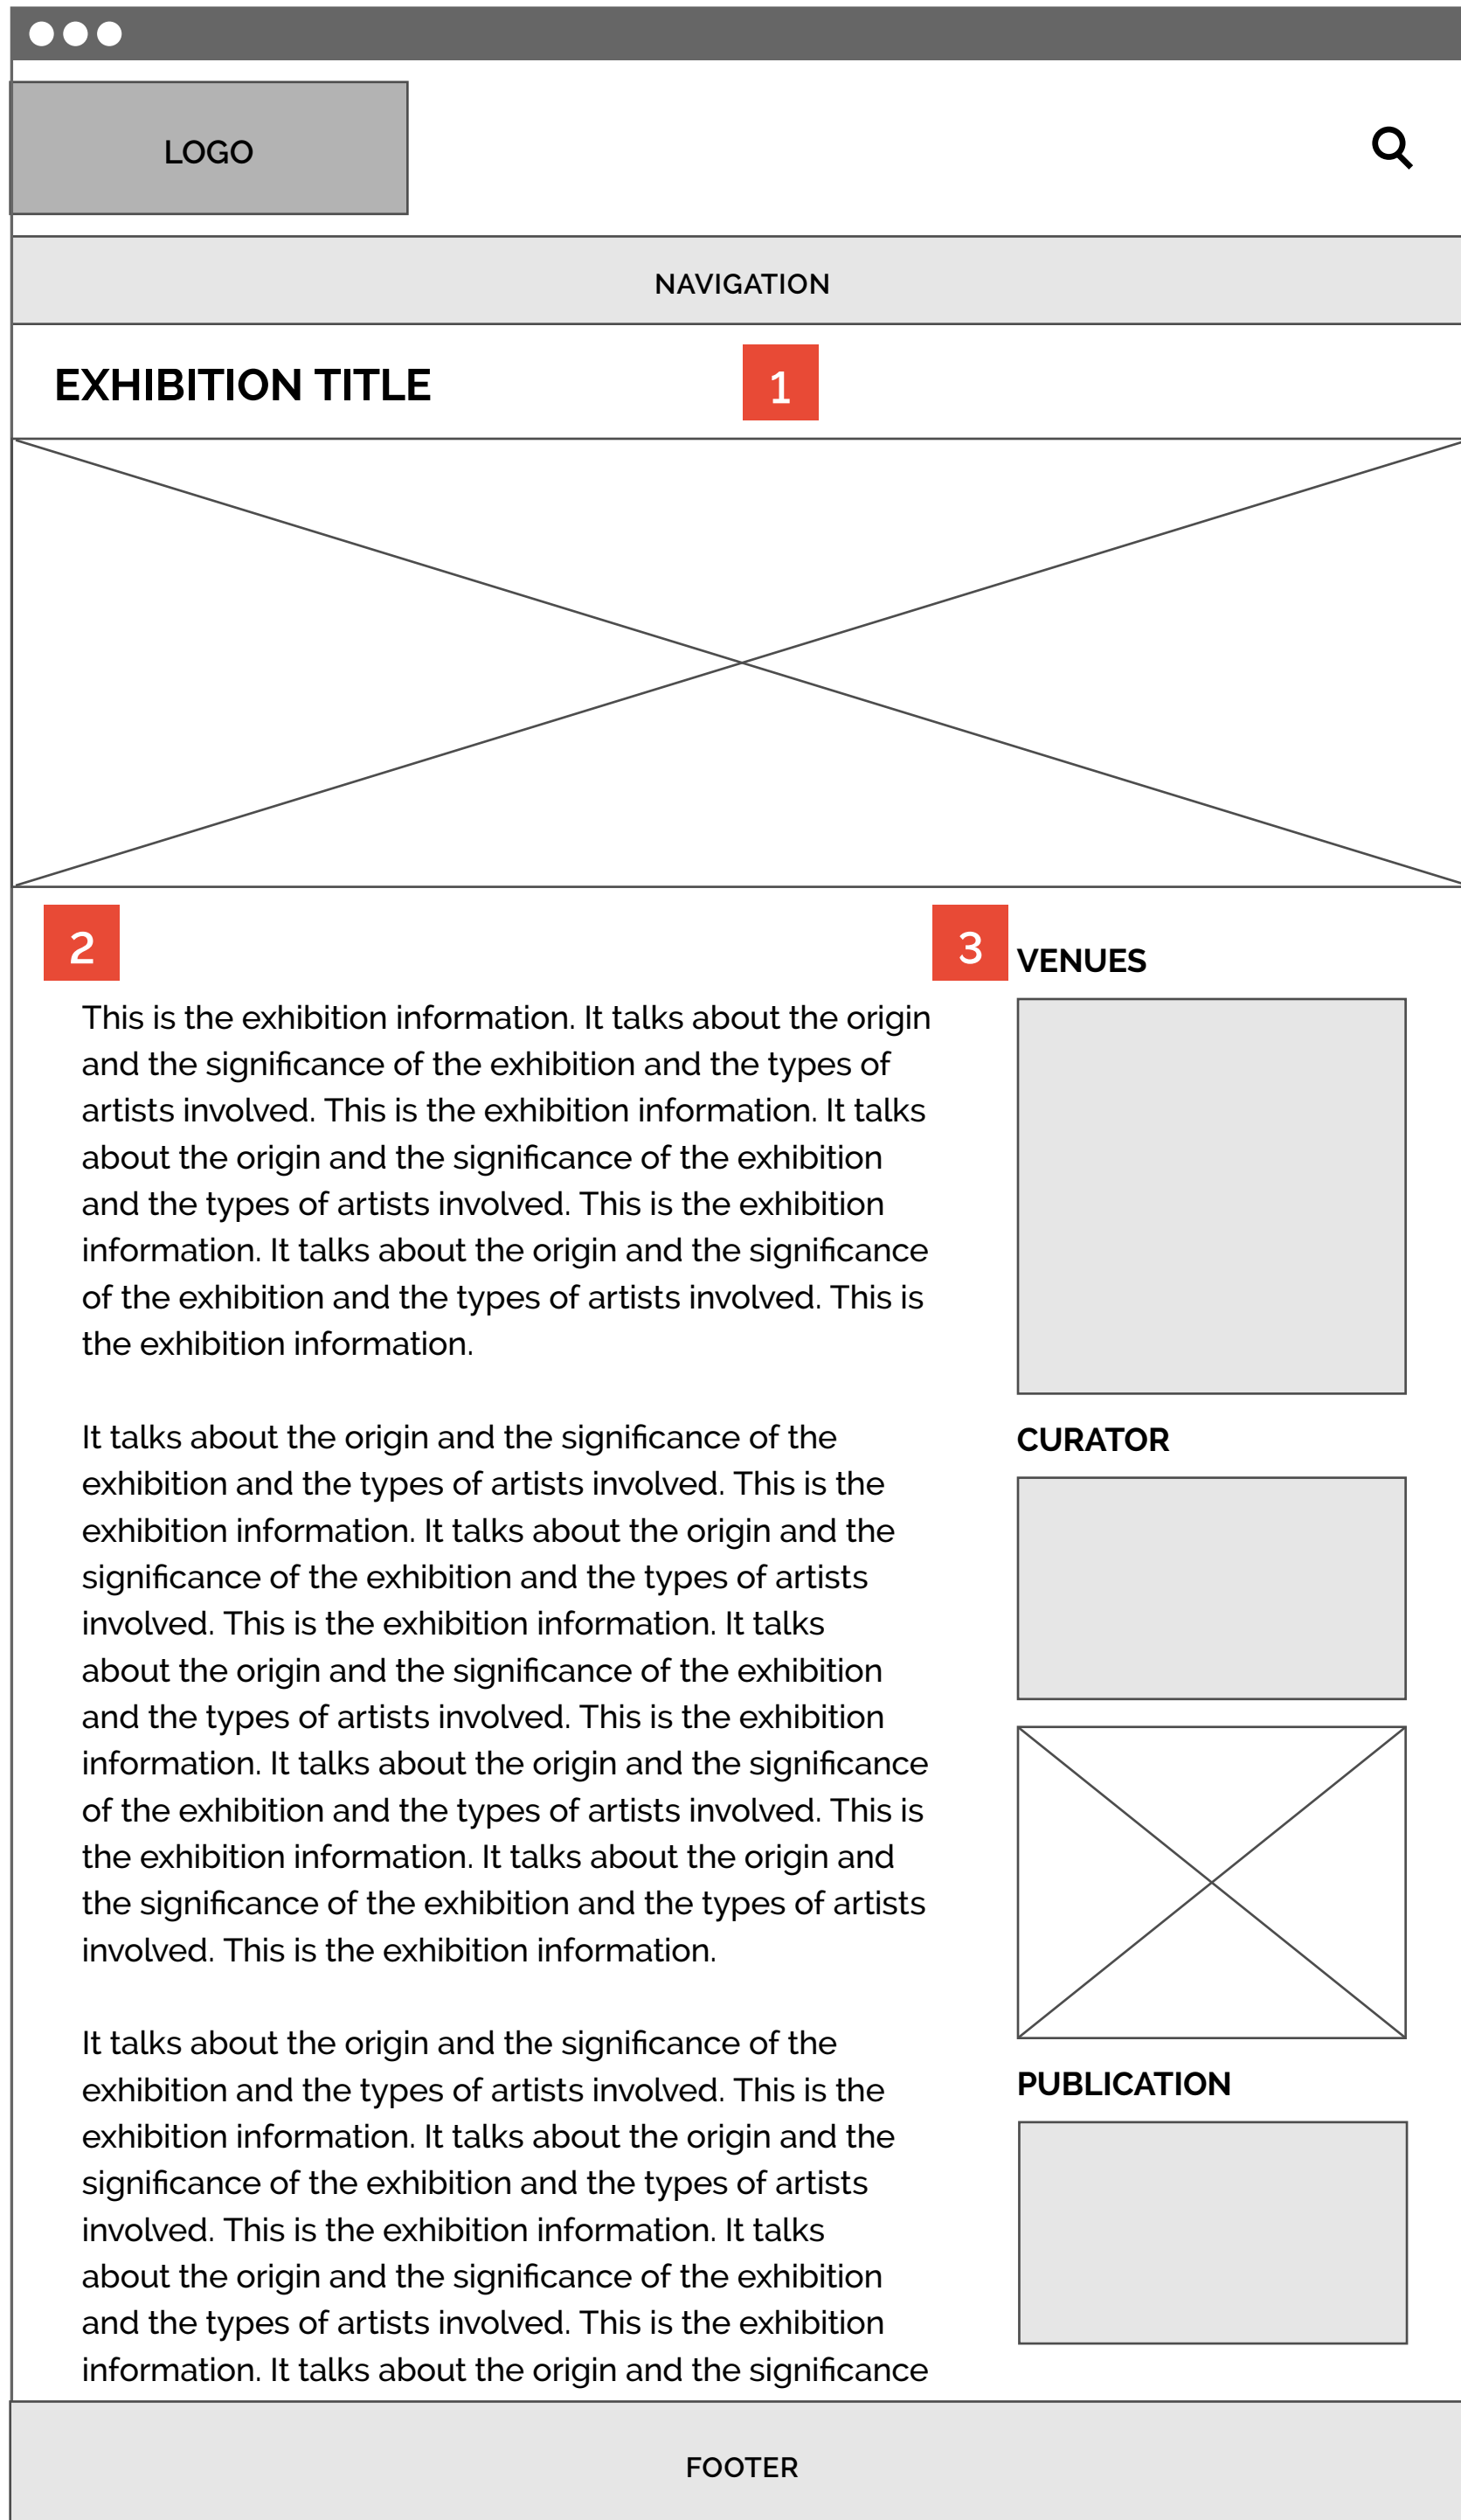 LOGO
NAVIGATION
EXHIBITION TITLE
1
2
This is the exhibition information. It talks about the origin
and the significance of the exhibition and the types of
artists involved. This is the exhibition information. It talks
about the origin and the significance of the exhibition
and the types of artists involved. This is the exhibition
information. It talks about the origin and the significance
of the exhibition and the types of artists involved. This is
the exhibition information.
It talks about the origin and the significance of the
exhibition and the types of artists involved. This is the
exhibition information. It talks about the origin and the
significance of the exhibition and the types of artists
involved. This is the exhibition information. It talks
about the origin and the significance of the exhibition
and the types of artists involved. This is the exhibition
information. It talks about the origin and the significance
of the exhibition and the types of artists involved. This is
the exhibition information. It talks about the origin and
the significance of the exhibition and the types of artists
involved. This is the exhibition information.
It talks about the origin and the significance of the
exhibition and the types of artists involved. This is the
exhibition information. It talks about the origin and the
significance of the exhibition and the types of artists
involved. This is the exhibition information. It talks
about the origin and the significance of the exhibition
and the types of artists involved. This is the exhibition
information. It talks about the origin and the significance
3
VENUES
CURATOR
PUBLICATION
FOOTER